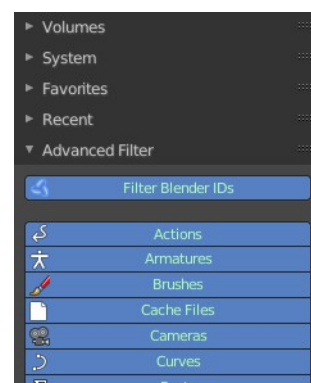 Volumes
System
Favorites
Recent
Advanced Filter
Filter Blender IDs
Actions
Armatures
Brushes
Cache Files
Cameras
Curves